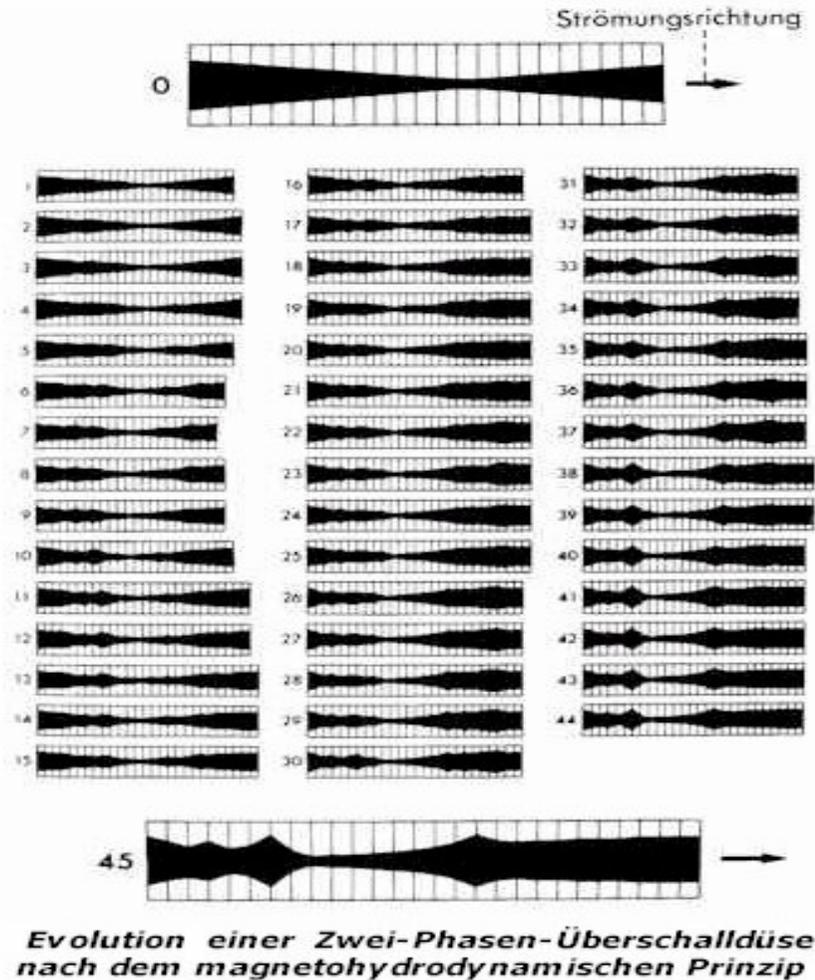 Strömungsrichtung
0
1 16 31
2 17 32
3 18 33
4 19 34
5 20 35
6 21 36
7 22 37
8 23 38
9 24 39
10 25 40
11 26 41
12 27 42
13 28 43
14 29 44
15 30
45
Evolution einer Zwei-Phasen-Überschalldüse
nach dem magnetohydrodynamischen Prinzip